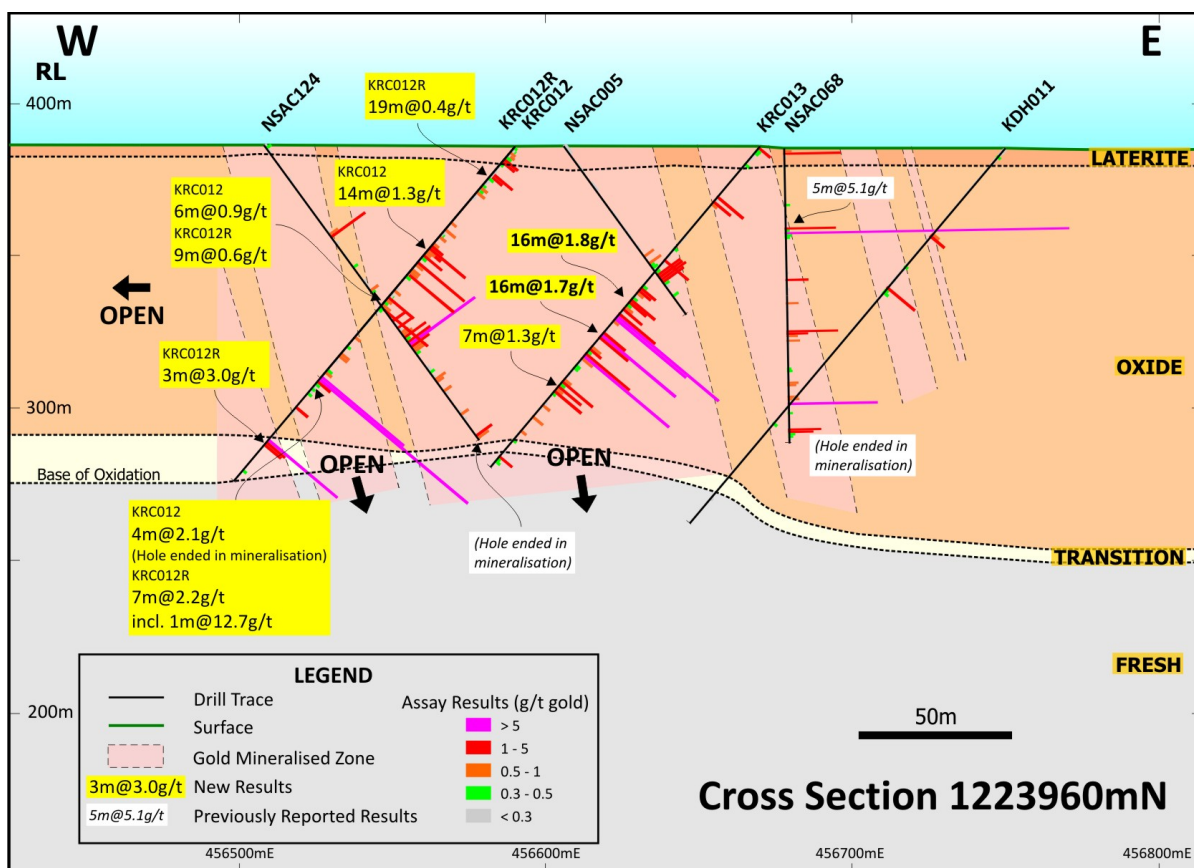 W
E
RL
400m
300m
200m
NSAC124
KRC012R
KRC012
NSAC005
KRC013
NSAC068
KDH011
KRC012R
19m@0.4g/t
KRC012
14m@1.3g/t
KRC012
6m@0.9g/t
KRC012R
9m@0.6g/t
16m@1.8g/t
16m@1.7g/t
7m@1.3g/t
5m@5.1g/t
LATERITE
OPEN
KRC012R
3m@3.0g/t
OXIDE
(Hole ended in
mineralisation)
Base of Oxidation
OPEN
OPEN
KRC012
4m@2.1g/t
(Hole ended in mineralisation)
KRC012R
7m@2.2g/t
incl. 1m@12.7g/t
(Hole ended in
mineralisation)
TRANSITION
FRESH
LEGEND
Drill Trace
Surface
Gold Mineralised Zone
3m@3.0g/t New Results
5m@5.1g/t Previously Reported Results
Assay Results (g/t gold)
> 5
1 - 5
0.5 - 1
0.3 - 0.5
< 0.3
50m
Cross Section 1223960mN
456500mE
456600mE
456700mE
456800mE